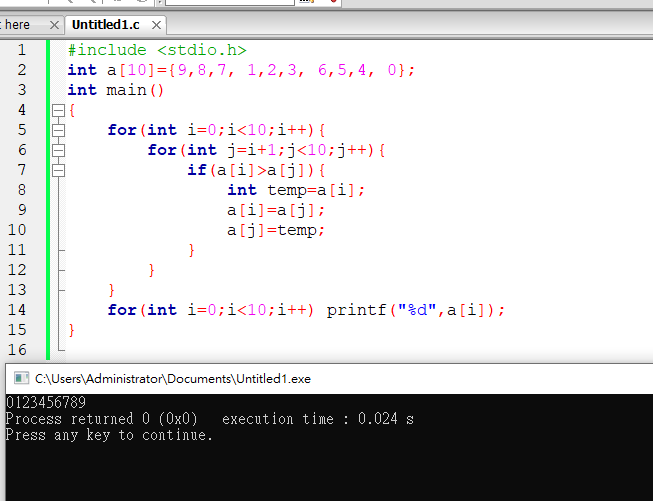 t here Untitled1.c
1 #include <stdio.h>
2 int a[10]={9,8,7, 1,2,3, 6,5,4, 0};
3 int main()
4 {
5 for(int i=0;i<10;i++){
6 for(int j=i+1;j<10;j++){
7 if(a[i]>a[j]){
8 int temp=a[i];
9 a[i]=a[j];
10 a[j]=temp;
11 }
12 }
13 }
14 for(int i=0;i<10;i++) printf("%d",a[i]);
15 }
16
C:\Users\Administrator\Documents\Untitled1.exe
0123456789
Process returned 0 (0x0) execution time : 0.024 s
Press any key to continue.